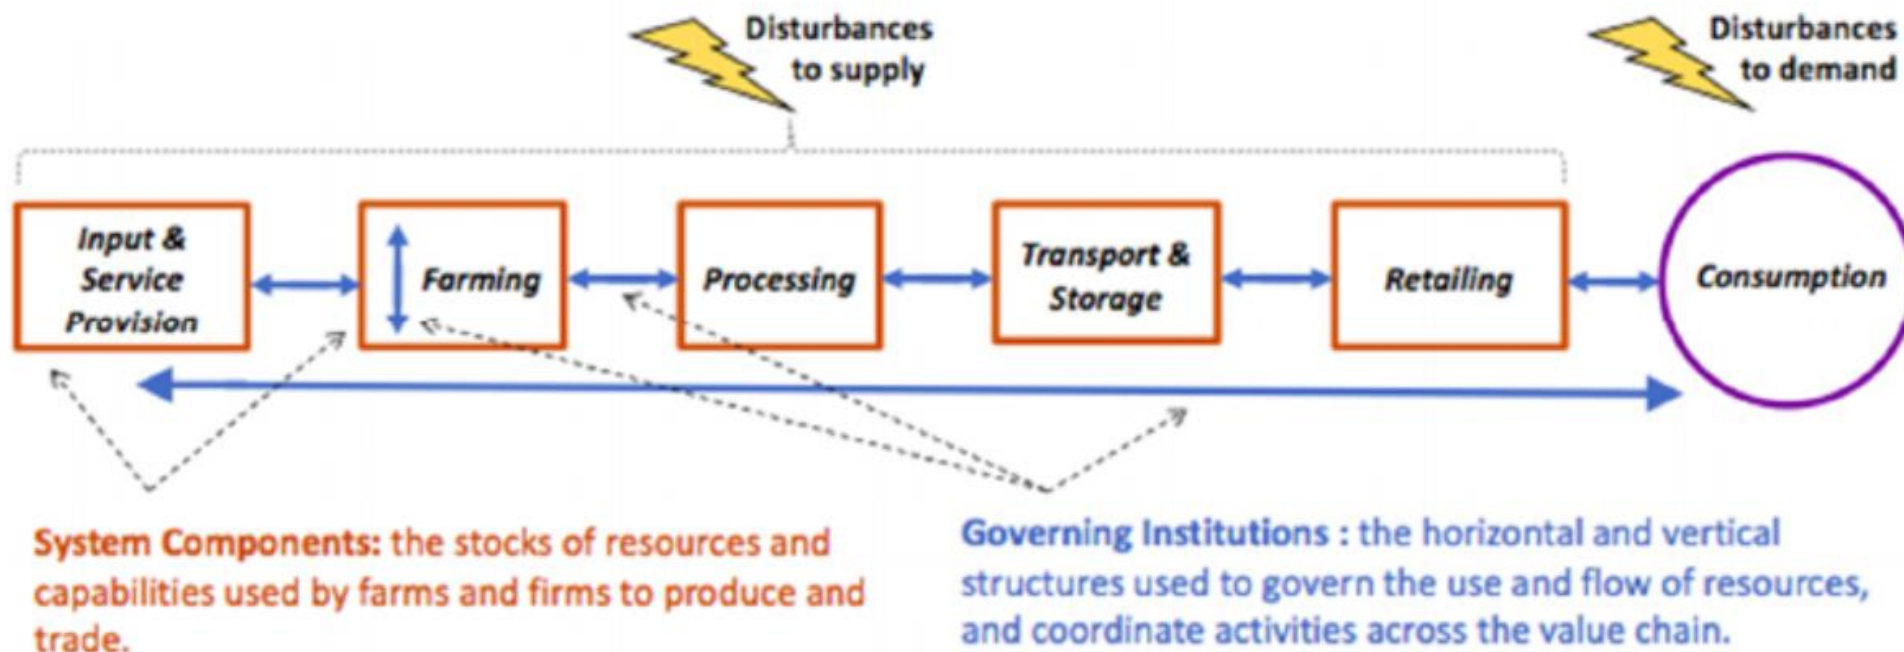 Disturbances
to supply
Disturbances
to demand
Input &
Service
Provision
Farming
Processing
Transport &
Storage
Retailing
Consumption
System Components: the stocks of resources and
capabilities used by farms and firms to produce and
trade.
Governing Institutions : the horizontal and vertical
structures used to govern the use and flow of resources,
and coordinate activities across the value chain.